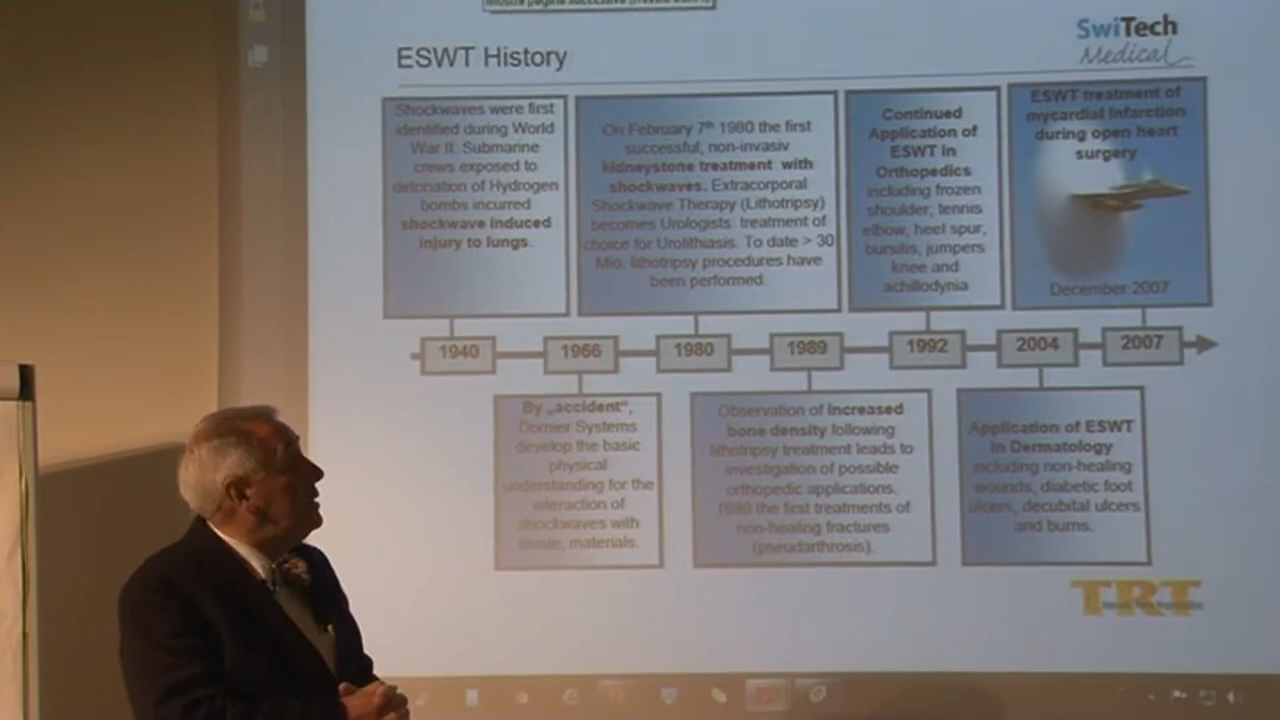 Mostra pagina successiva
ESWT History
SwiTech
Medical
Shockwaves were first
identified during World
War II. Submarine
crews exposed to
detonation of Hydrogen
bombs incurred
shockwave induced
injury to lungs.
On February 7th 1980 the first
successful, non-invasiv
kidneystone treatment with
shockwaves. Extracorporal
Shockwave Therapy (Lithotripsy)
becomes Urologists treatment of
choice for Urolithiasis. To date > 30
Mio. lithotripsy procedures have
been performed.
Continued
Application of
ESWT in
Orthopedics
including frozen
shoulder, tennis
elbow, heel spur,
bursitis, jumpers
knee and
achillodynia
ESWT treatment of
mycardial infarction
during open heart
surgery
December 2007
1940 1966 1980 1989 1992 2004 2007
By „accident“,
Dornier Systems
develop the basic
physical
understanding for the
interaction of
shockwaves with
tissue, materials.
Observation of increased
bone density following
lithotripsy treatment leads to
investigation of possible
orthopedic applications.
1989 the first treatments of
non-healing fractures
(pseudarthrosis).
Application of ESWT
in Dermatology
including non-healing
wounds, diabetic foot
ulcers, decubital ulcers
and burns.
TRT